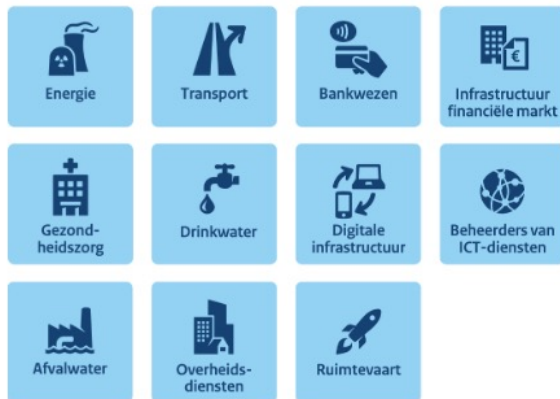 Energie
Transport
Bankwezen
Infrastructuur
financiële markt
€
Gezond-
heidszorg
Drinkwater
Digitale
infrastructuur
Beheerders van
ICT-diensten
Afvalwater
Overheids-
diensten
Ruimtevaart